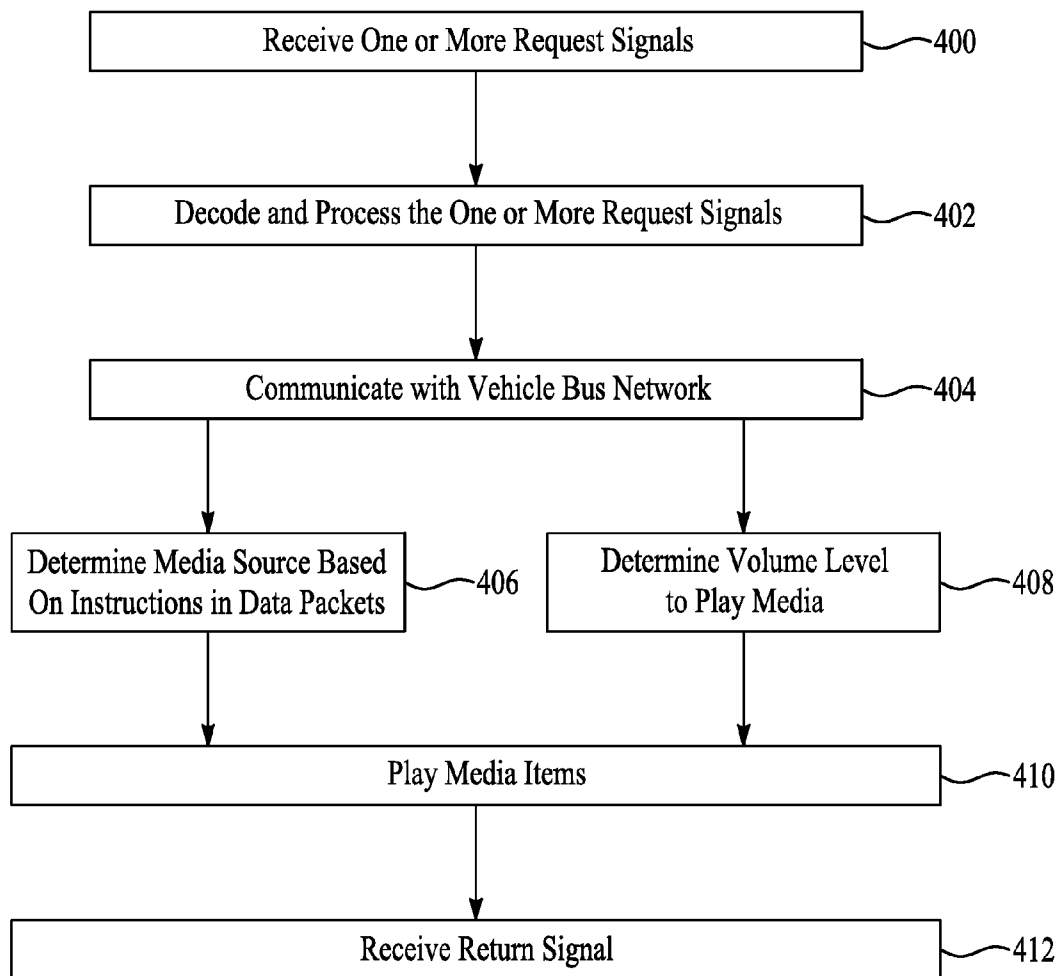 Receive One or More Request Signals
400
Decode and Process the One or More Request Signals
402
Communicate with Vehicle Bus Network
404
Determine Media Source Based
On Instructions in Data Packets
406
Determine Volume Level
to Play Media
408
Play Media Items
410
Receive Return Signal
412